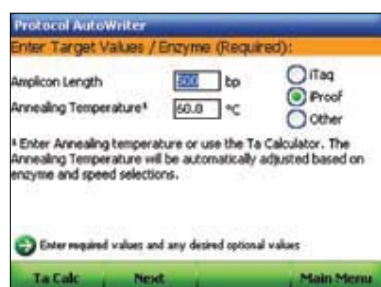 Protocol AutoWriter
Enter Target Values / Enzyme (Required):
Amplicon Length 500 bp
Annealing Temperature¹ 60.0 °C
iTaq
iProof
Other
¹ Enter Annealing temperature or use the Ta Calculator. The
Annealing Temperature will be automatically adjusted based on
enzyme and speed selections.
Enter required values and any desired optional values
Ta Calc Next Main Menu